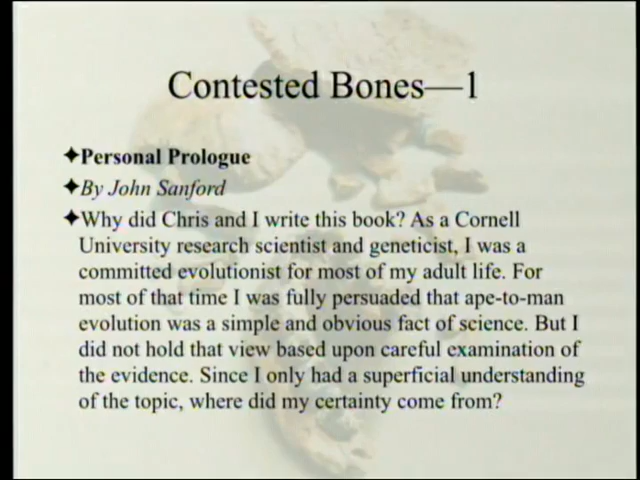 Contested Bones—1
✦Personal Prologue
✦By John Sanford
✦Why did Chris and I write this book? As a Cornell
University research scientist and geneticist, I was a
committed evolutionist for most of my adult life. For
most of that time I was fully persuaded that ape-to-man
evolution was a simple and obvious fact of science. But I
did not hold that view based upon careful examination of
the evidence. Since I only had a superficial understanding
of the topic, where did my certainty come from?